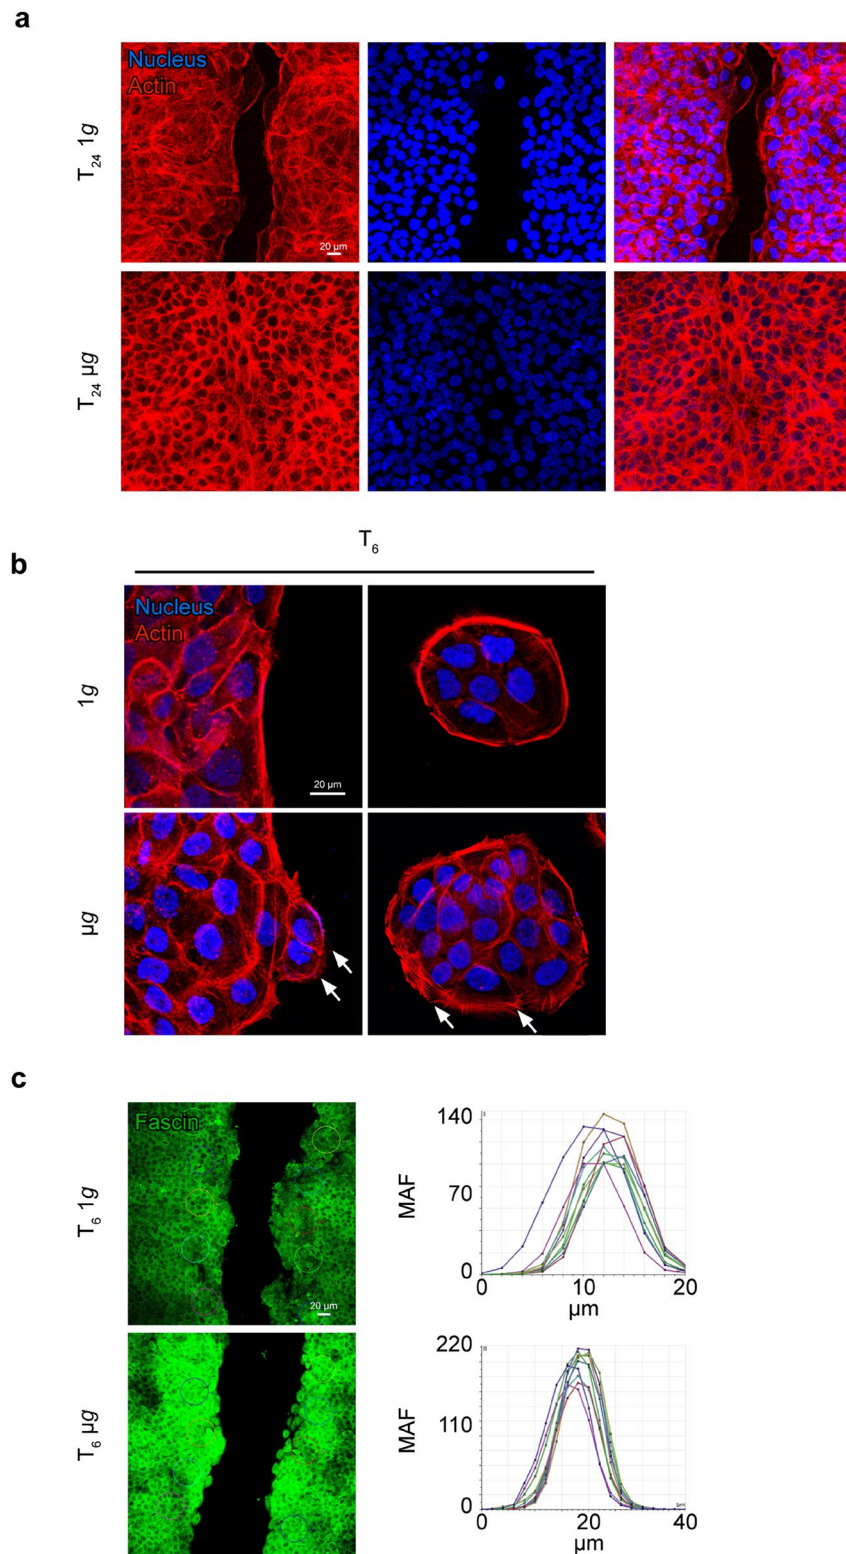 a
Nucleus
Actin
T24 1g
20 µm
T24 µg
T6
b
Nucleus
Actin
1g
20 µm
µg
c
Fascin
T6 1g
20 µm
140
70
0
MAF
0 10 20
µm
T6 µg
220
110
0
MAF
0 20 40
µm